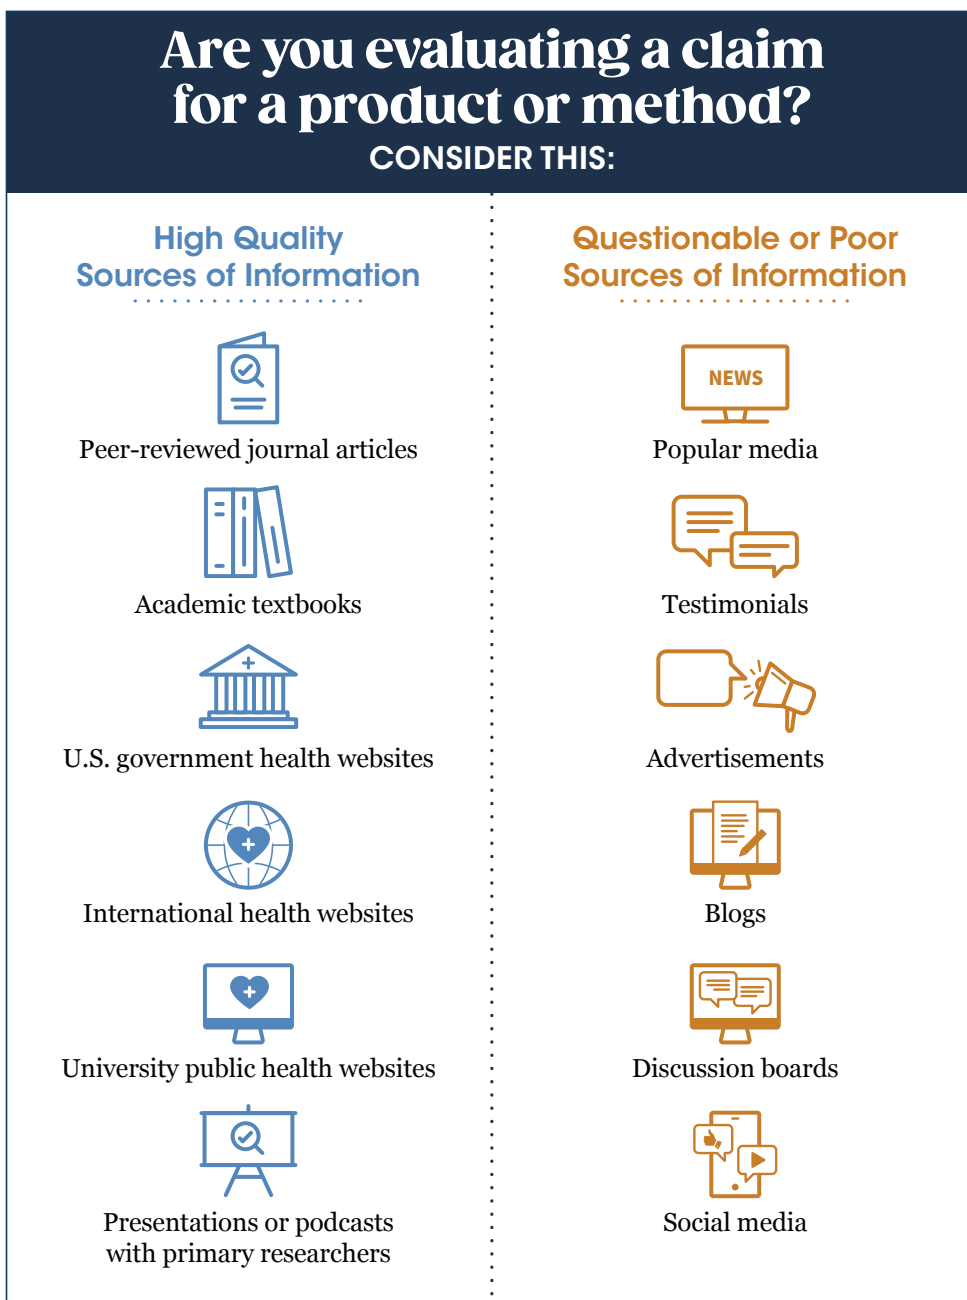 Are you evaluating a claim
for a product or method?
CONSIDER THIS:
High Quality
Sources of Information
Peer-reviewed journal articles
Academic textbooks
U.S. government health websites
International health websites
University public health websites
Presentations or podcasts
with primary researchers
Questionable or Poor
Sources of Information
NEWS
Popular media
Testimonials
Advertisements
Blogs
Discussion boards
Social media